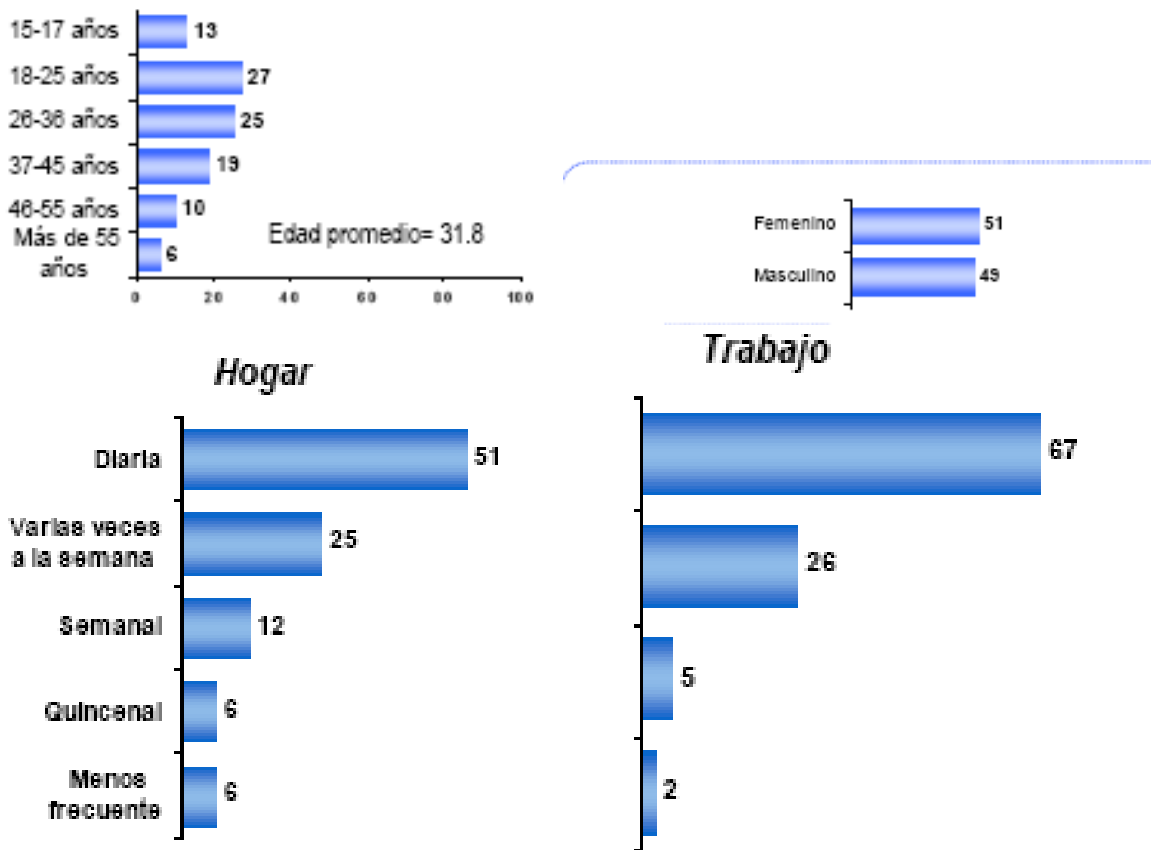 15-17 años 13
18-25 años 27
26-36 años 25
37-45 años 19
46-55 años 10
Más de 55
años 6
Edad promedio= 31.8
0 20 40 60 80 100
Femenino 51
Masculino 49
Hogar
Diaria 51
Varias veces
a la semana 25
Semanal 12
Quincenal 6
Menos
frecuente 6
Trabajo
67
26
5
2